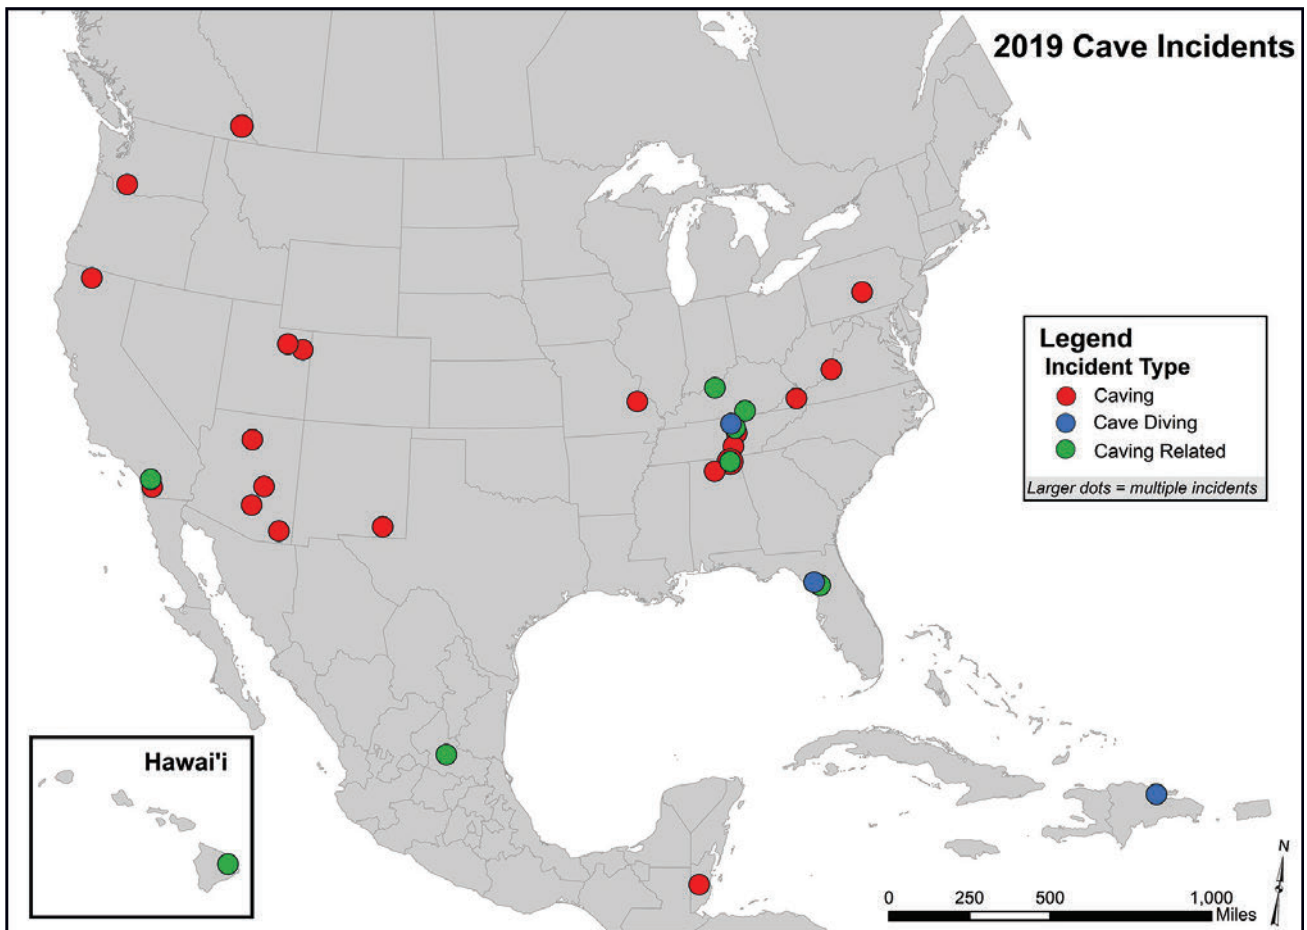 2019 Cave Incidents
Legend
Incident Type
Caving
Cave Diving
Caving Related
Larger dots = multiple incidents
Hawai'i
N
0 250 500 1,000
Miles